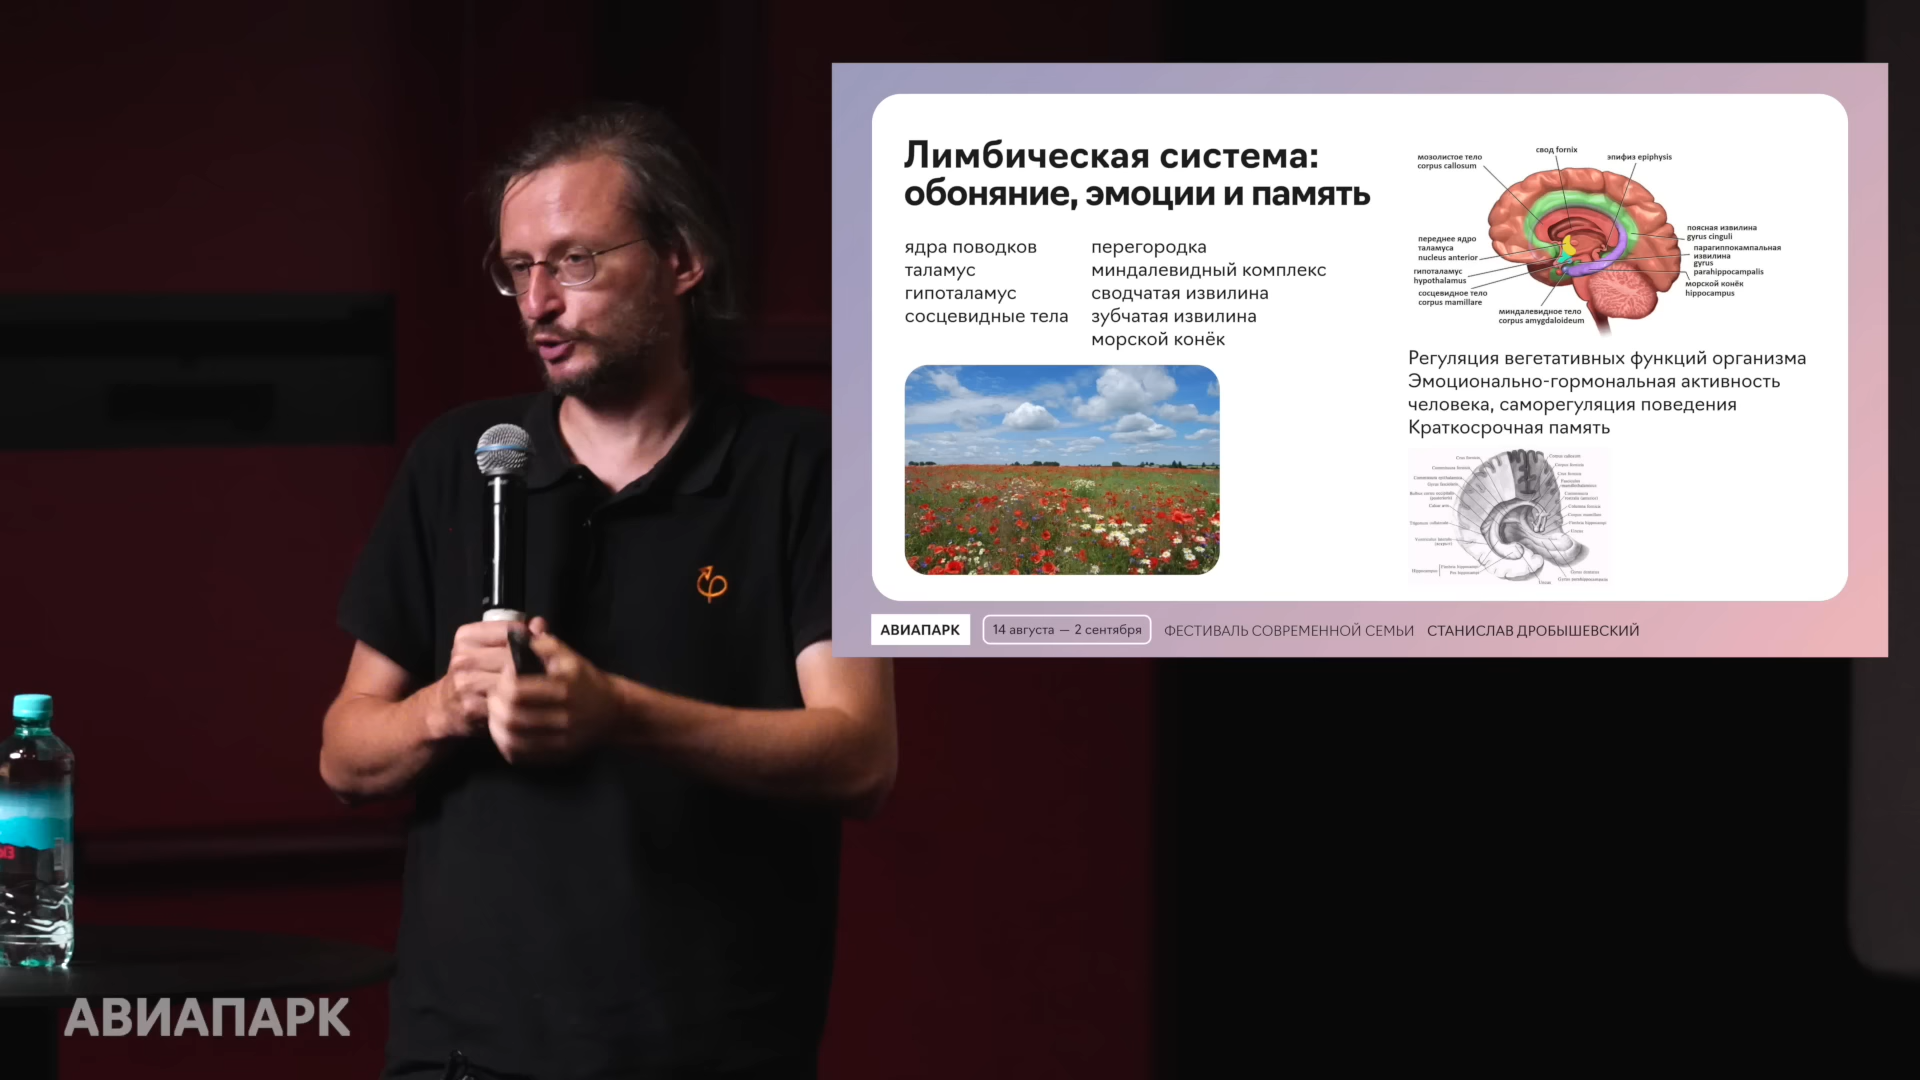 Лимбическая система:
обоняние, эмоции и память
ядра поводков
таламус
гипоталамус
сосцевидные тела
перегородка
миндалевидный комплекс
сводчатая извилина
зубчатая извилина
морской конёк
мозолистое тело
corpus callosum
свод fornix
эпифиз epiphysis
переднее ядро
таламуса
nucleus anterior
гипоталамус
hypothalamus
сосцевидное тело
corpus mamillare
миндалевидное тело
corpus amygdaloideum
поясная извилина
gyrus cinguli
парагиппокампальная
извилина
gyrus
parahippocampalis
морской конёк
hippocampus
Регуляция вегетативных функций организма
Эмоционально-гормональная активность
человека, саморегуляция поведения
Краткосрочная память
АВИАПАРК
14 августа — 2 сентября
ФЕСТИВАЛЬ СОВРЕМЕННОЙ СЕМЬИ
СТАНИСЛАВ ДРОБЫШЕВСКИЙ
АВИАПАРК